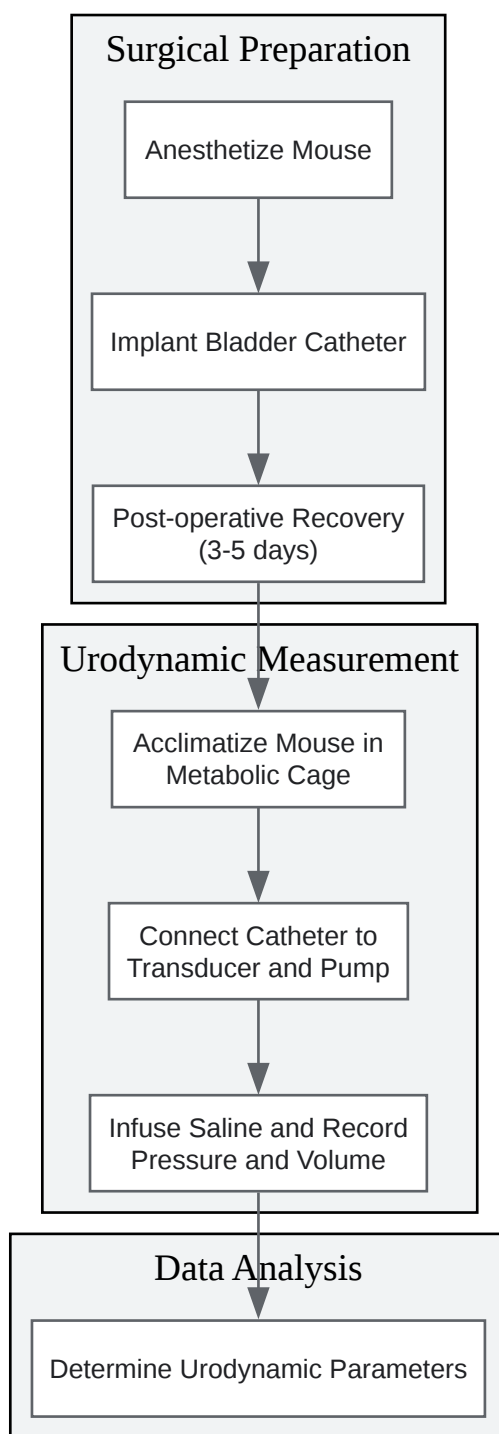 Surgical Preparation
Anesthetize Mouse
Implant Bladder Catheter
Post-operative Recovery
(3-5 days)
Urodynamic Measurement
Acclimatize Mouse in
Metabolic Cage
Connect Catheter to
Transducer and Pump
Infuse Saline and Record
Pressure and Volume
Data Analysis
Determine Urodynamic Parameters